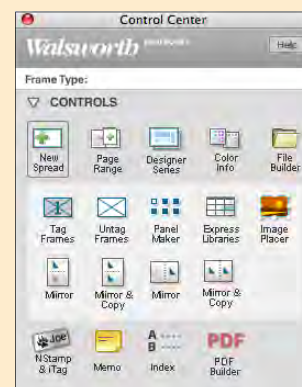 Control Center
Walsworth
Help
Frame Type:
CONTROLS
New Spread
Page Range
Designer Series
Color Info
File Builder
Tag Frames
Untag Frames
Panel Maker
Express Libraries
Image Placer
Mirror
Mirror & Copy
Mirror
Mirror & Copy
Joe
A
B
PDF
NStamp & iTag
Memo
Index
PDF Builder